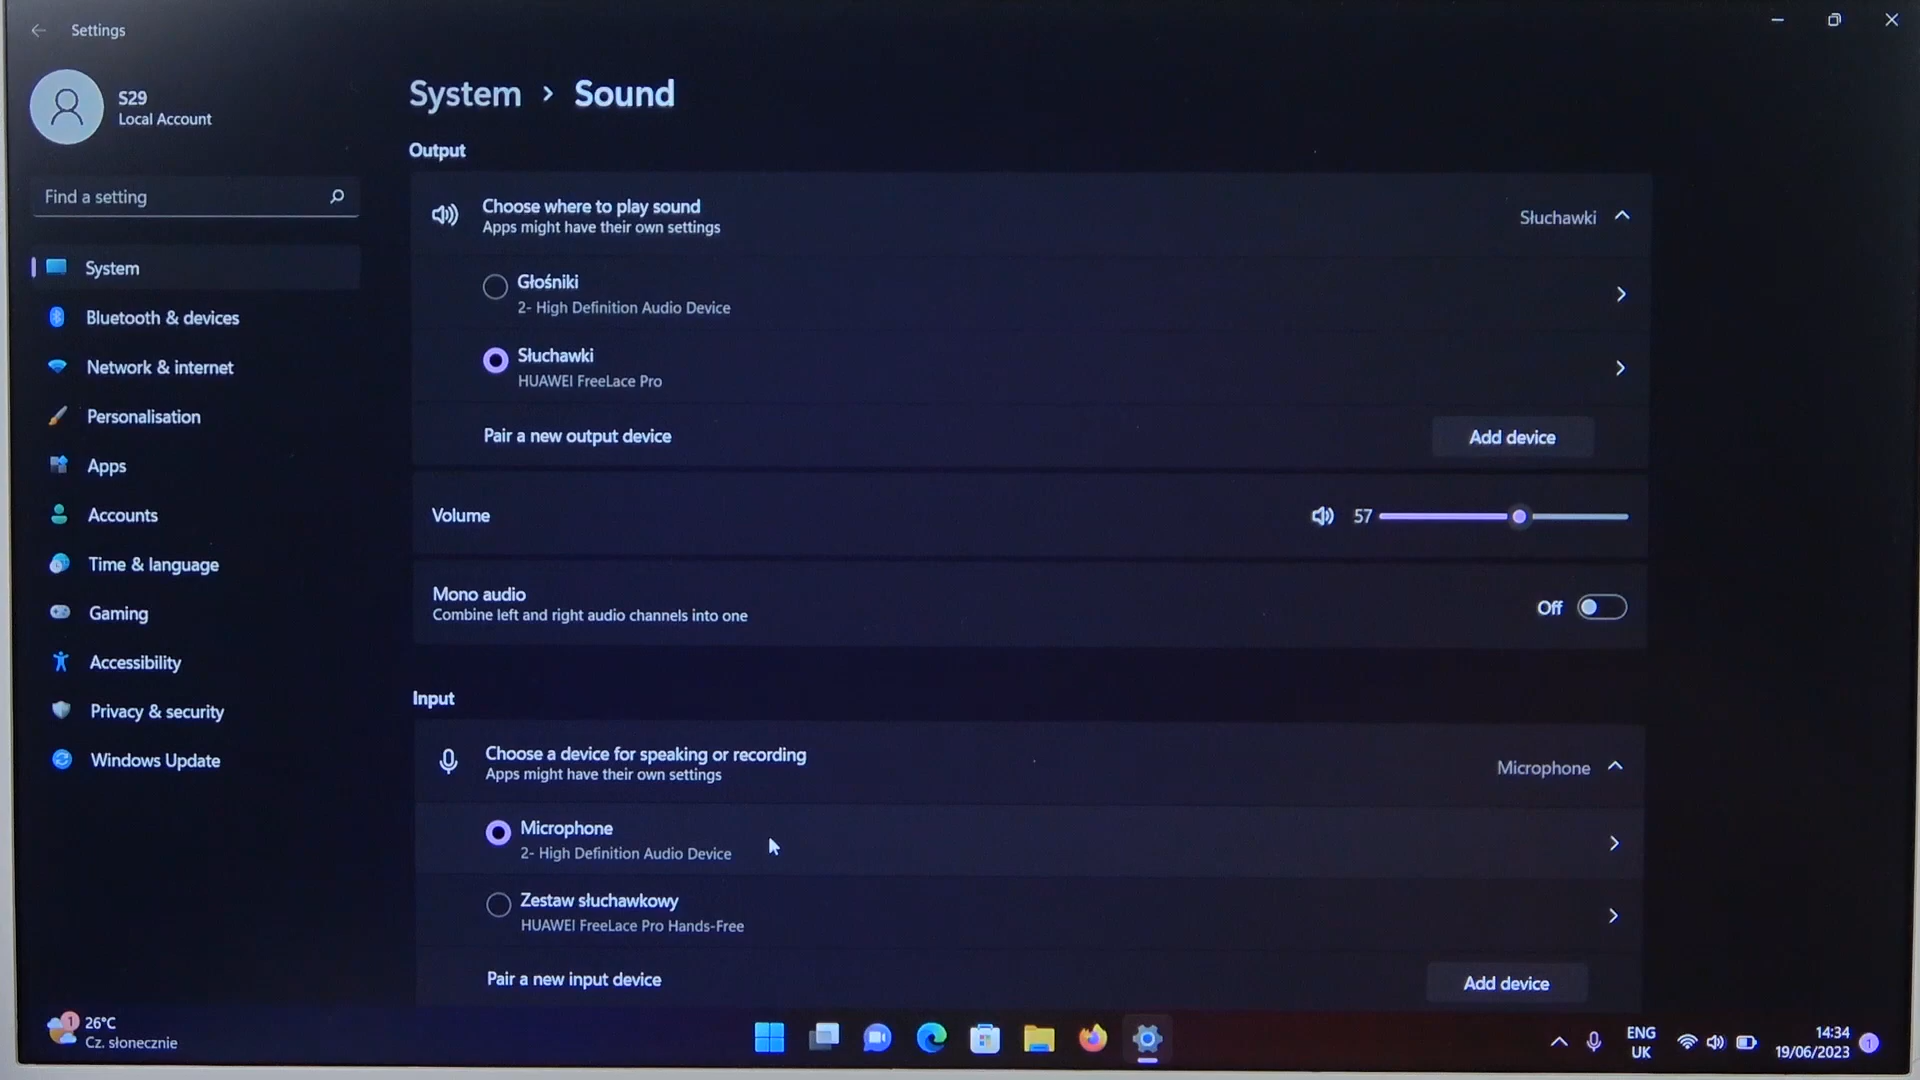 Settings
S29
Local Account
Find a setting
System
Bluetooth & devices
Network & internet
Personalisation
Apps
Accounts
Time & language
Gaming
Accessibility
Privacy & security
Windows Update
System > Sound
Output
Choose where to play sound
Apps might have their own settings
Słuchawki
Głośniki
2- High Definition Audio Device
Słuchawki
HUAWEI FreeLace Pro
Pair a new output device
Add device
Volume
57
Mono audio
Combine left and right audio channels into one
Off
Input
Choose a device for speaking or recording
Apps might have their own settings
Microphone
Microphone
2- High Definition Audio Device
Zestaw słuchawkowy
HUAWEI FreeLace Pro Hands-Free
Pair a new input device
Add device
1
26°C
Cz. słonecznie
ENG
UK
14:34
19/06/2023
1